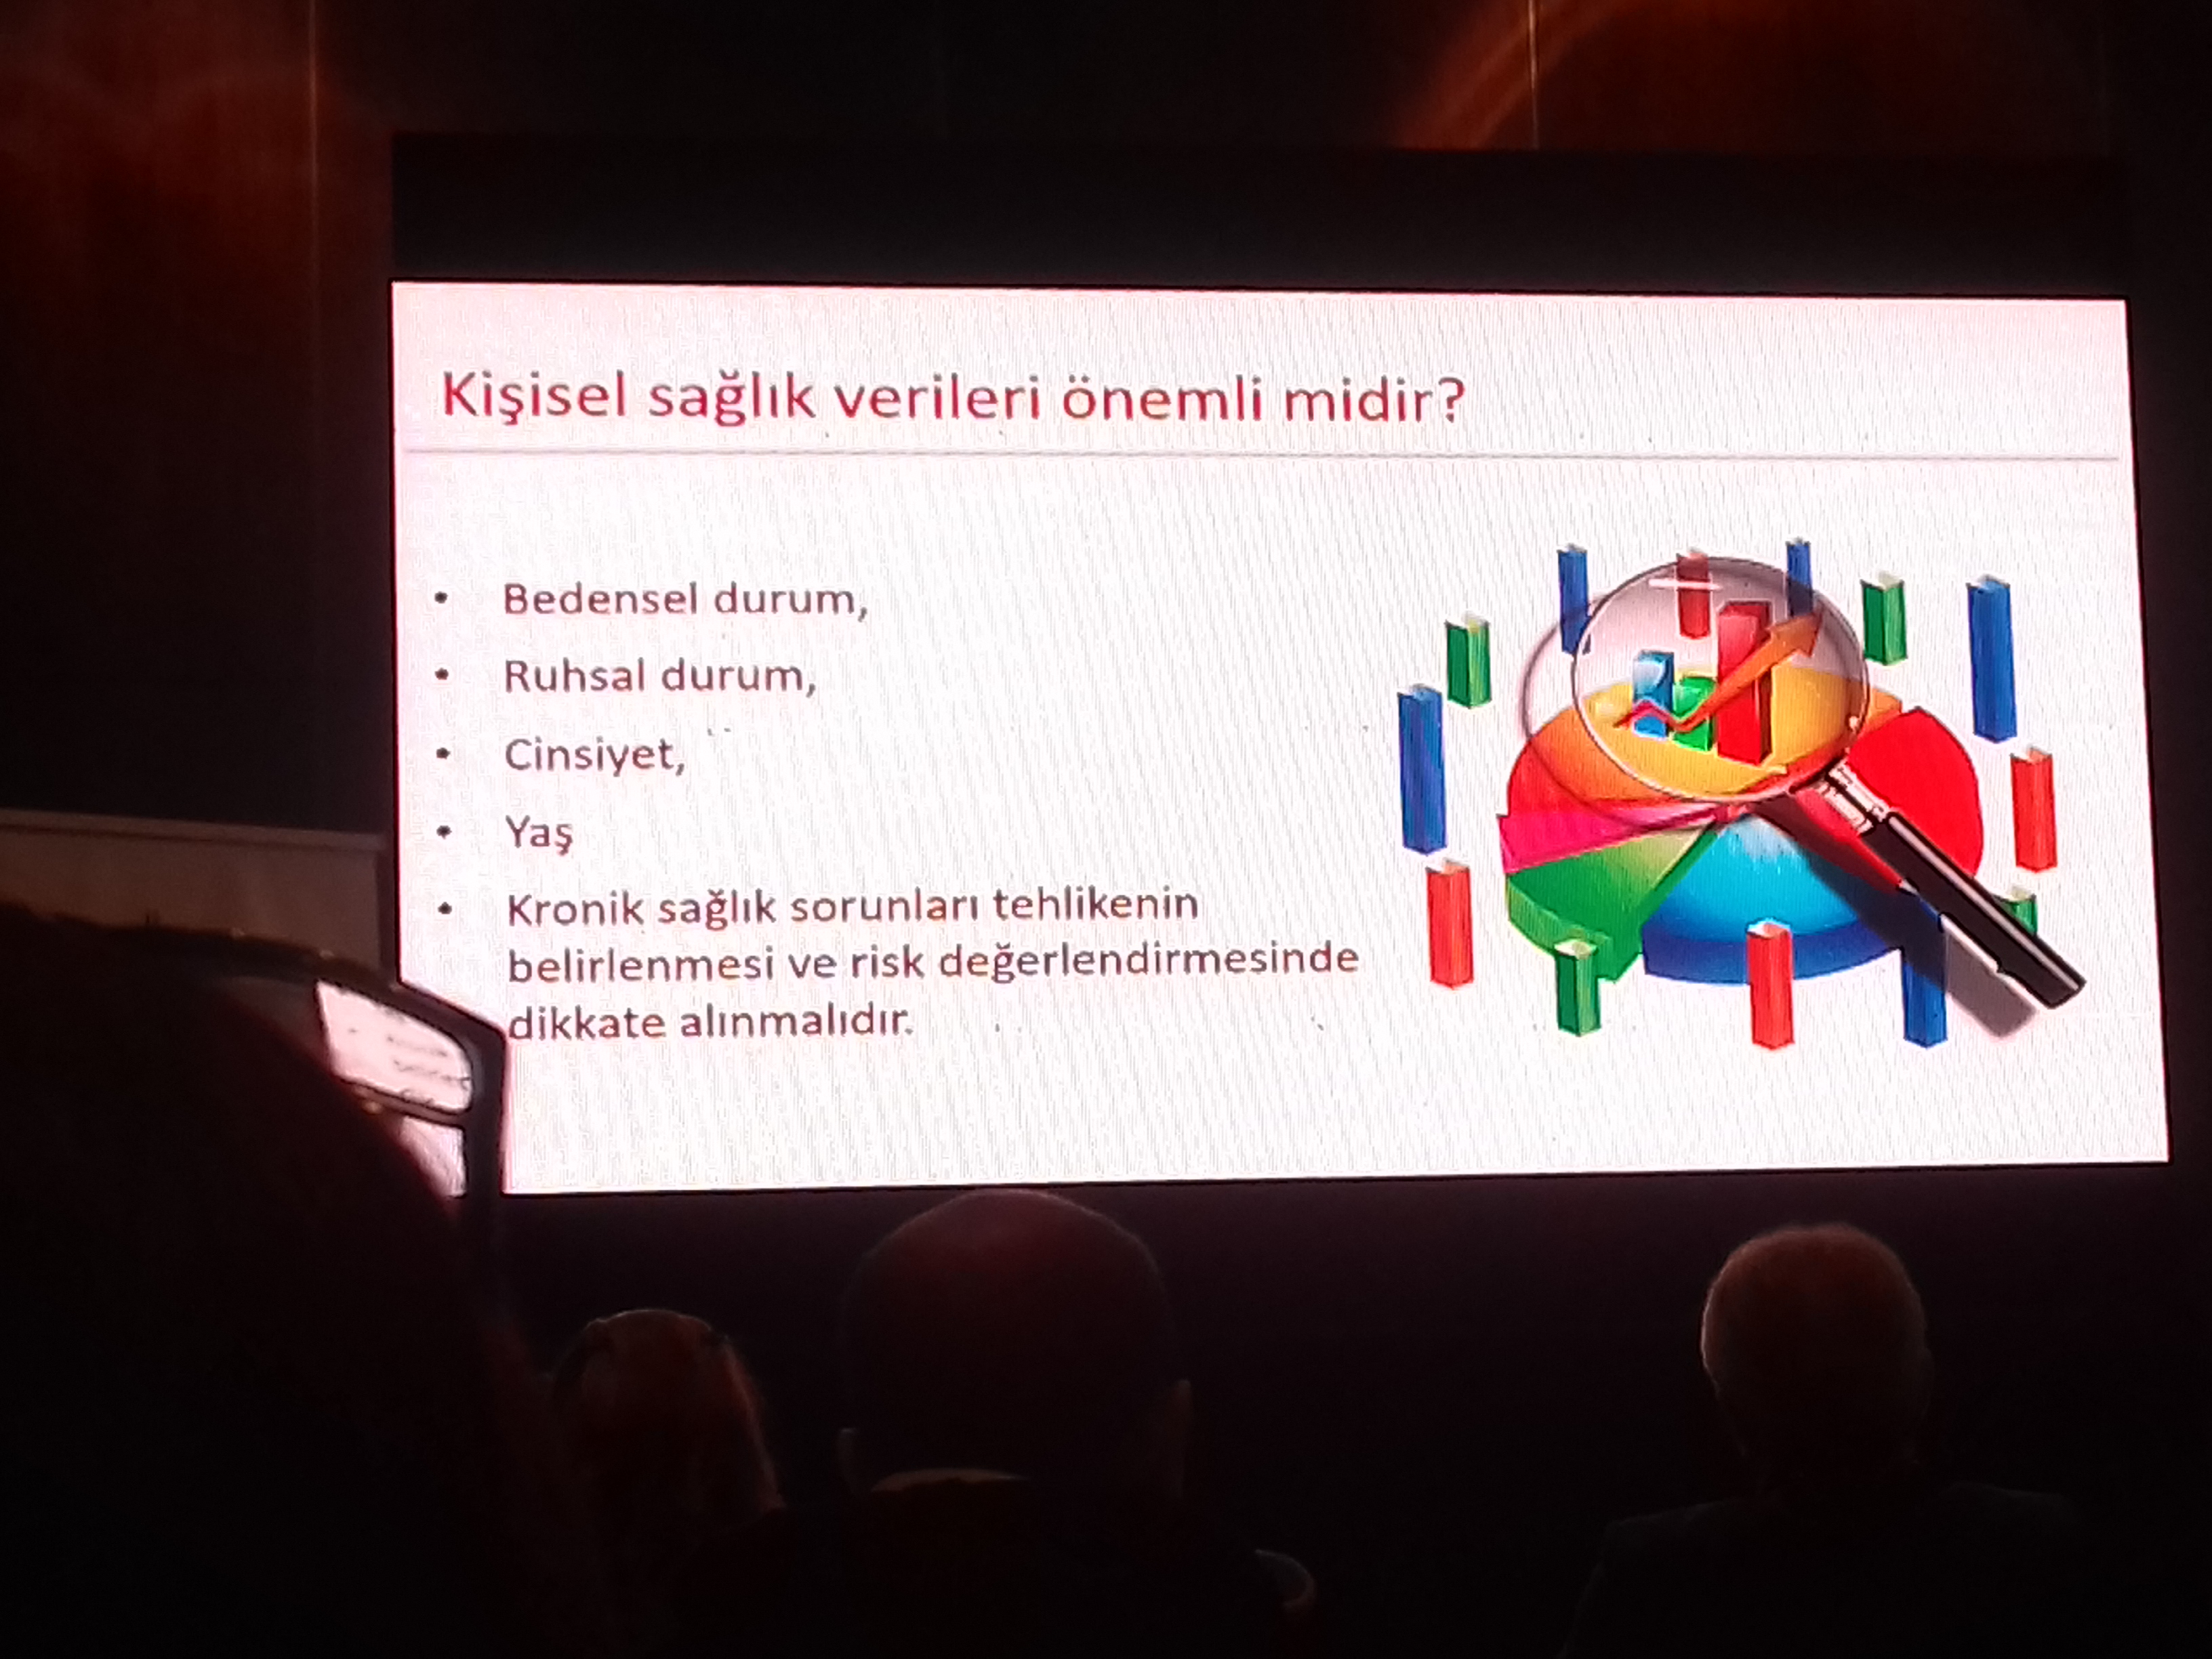 Kişisel sağlık verileri önemli midir?
• Bedensel durum,
• Ruhsal durum,
• Cinsiyet,
• Yaş
• Kronik sağlık sorunları tehlikenin
belirlenmesi ve risk değerlendirmesinde
dikkate alınmalıdır.